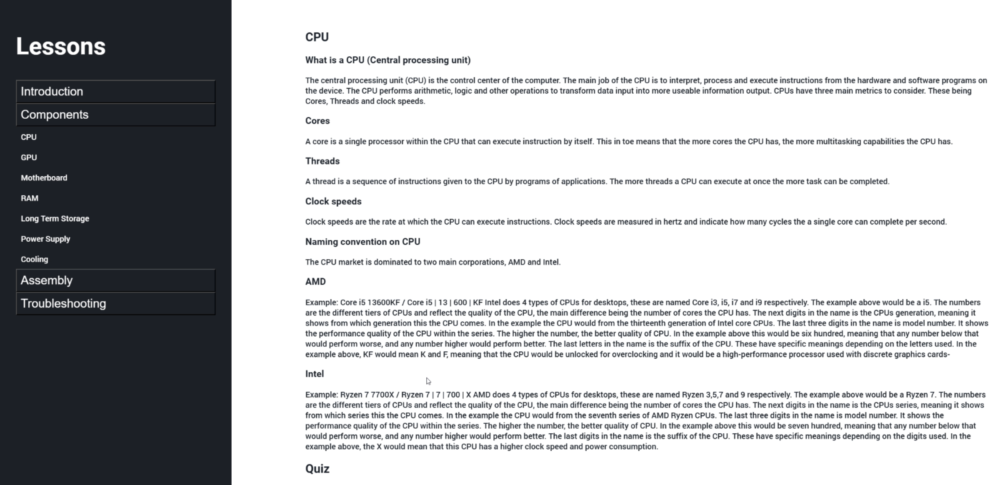 Lessons
Introduction
Components
CPU
GPU
Motherboard
RAM
Long Term Storage
Power Supply
Cooling
Assembly
Troubleshooting
CPU
What is a CPU (Central processing unit)
The central processing unit (CPU) is the control center of the computer. The main job of the CPU is to interpret, process and execute instructions from the hardware and software programs on
the device. The CPU performs arithmetic, logic and other operations to transform data input into more useable information output. CPUs have three main metrics to consider. These being
Cores, Threads and clock speeds.
Cores
A core is a single processor within the CPU that can execute instruction by itself. This in toe means that the more cores the CPU has, the more multitasking capabilities the CPU has.
Threads
A thread is a sequence of instructions given to the CPU by programs of applications. The more threads a CPU can execute at once the more task can be completed.
Clock speeds
Clock speeds are the rate at which the CPU can execute instructions. Clock speeds are measured in hertz and indicate how many cycles the a single core can complete per second.
Naming convention on CPU
The CPU market is dominated to two main corporations, AMD and Intel.
AMD
Example: Core i5 13600KF / Core i5 | 13 | 600 | KF Intel does 4 types of CPUs for desktops, these are named Core i3, i5, i7 and i9 respectively. The example above would be a i5. The numbers
are the different tiers of CPUs and reflect the quality of the CPU, the main difference being the number of cores the CPU has. The next digits in the name is the CPUs generation, meaning it
shows from which generation this the CPU comes. In the example the CPU would from the thirteenth generation of Intel core CPUs. The last three digits in the name is model number. It shows
the performance quality of the CPU within the series. The higher the number, the better quality of CPU. In the example above this would be six hundred, meaning that any number below that
would perform worse, and any number higher would perform better. The last letters in the name is the suffix of the CPU. These have specific meanings depending on the letters used. In the
example above, KF would mean K and F, meaning that the CPU would be unlocked for overclocking and it would be a high-performance processor used with discrete graphics cards-
Intel
Example: Ryzen 7 7700X / Ryzen 7 | 7 | 700 | X AMD does 4 types of CPUs for desktops, these are named Ryzen 3,5,7 and 9 respectively. The example above would be a Ryzen 7. The numbers
are the different tiers of CPUs and reflect the quality of the CPU, the main difference being the number of cores the CPU has. The next digits in the name is the CPUs series, meaning it shows
from which series this the CPU comes. In the example the CPU would from the seventh series of AMD Ryzen CPUs. The last three digits in the name is model number. It shows the
performance quality of the CPU within the series. The higher the number, the better quality of CPU. In the example above this would be seven hundred, meaning that any number below that
would perform worse, and any number higher would perform better. The last digits in the name is the suffix of the CPU. These have specific meanings depending on the digits used. In the
example above, the X would mean that this CPU has a higher clock speed and power consumption.
Quiz